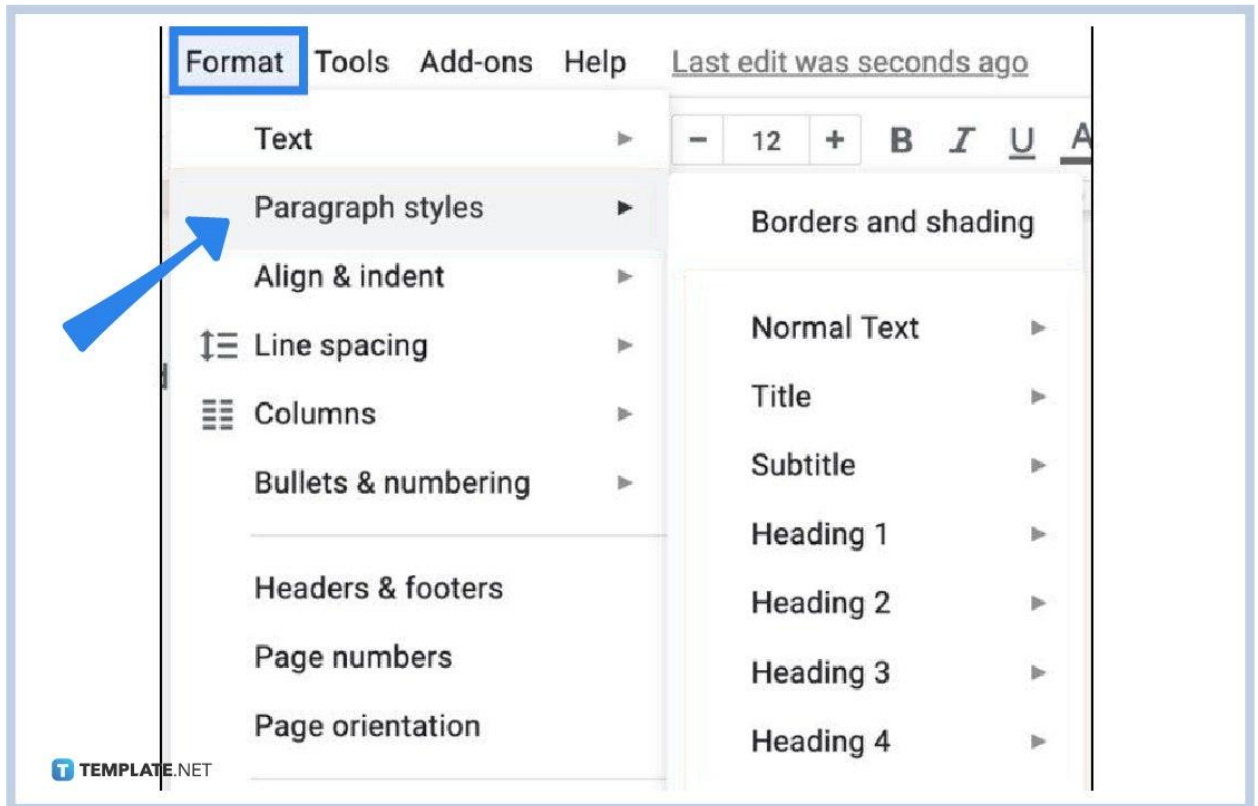 Format Tools Add-ons Help Last edit was seconds ago
Text
- 12 + B I U A
Paragraph styles
Borders and shading
Align & indent
Normal Text
Line spacing
Title
Columns
Subtitle
Bullets & numbering
Heading 1
Headers & footers
Heading 2
Page numbers
Heading 3
Page orientation
Heading 4
T TEMPLATE.NET